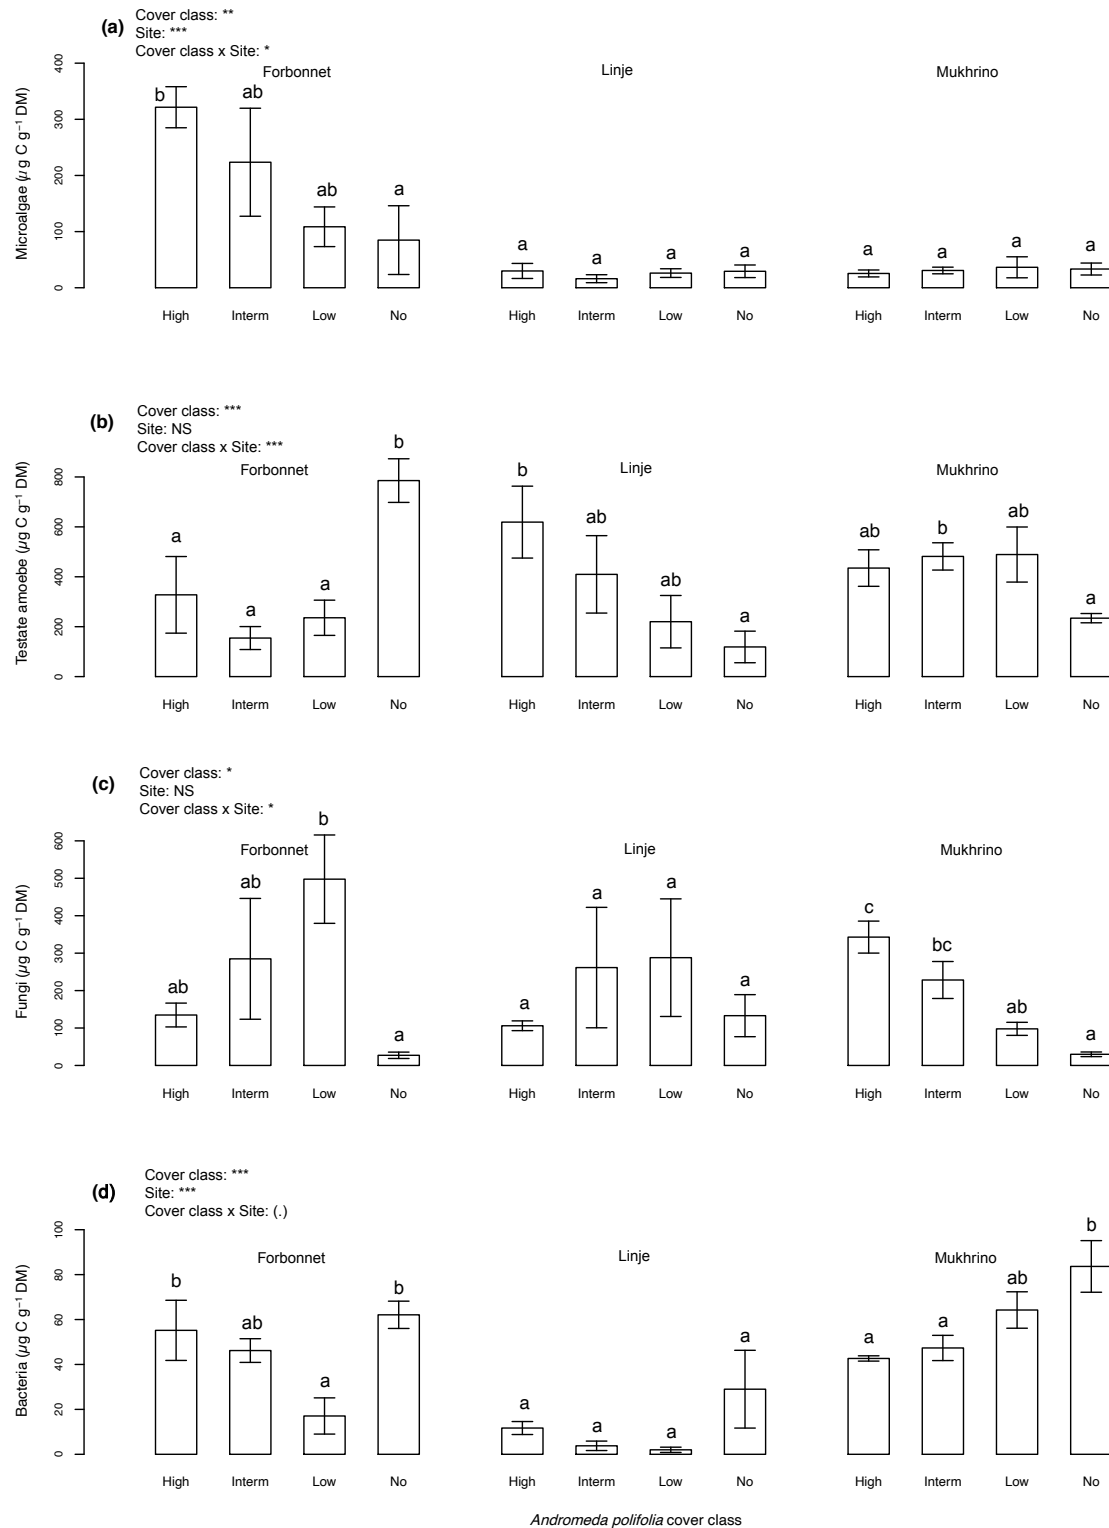 (a)
Cover class: **
Site: ***
Cover class x Site: *
Forbonnet Linje Mukhrino
Microalgae (µ g C g⁻¹ DM)
0 100 200 300 400
b ab ab a a a a a a a a a
High Interm Low No High Interm Low No High Interm Low No
(b)
Cover class: ***
Site: NS
Cover class x Site: ***
Forbonnet Linje Mukhrino
Testate amoebe (µg C g⁻¹ DM)
0 200 400 600 800
a a a b b ab ab a ab b ab a
High Interm Low No High Interm Low No High Interm Low No
(c)
Cover class: *
Site: NS
Cover class x Site: *
Forbonnet Linje Mukhrino
Fungi (µg C g⁻¹ DM)
0 100 200 300 400 500 600
ab ab b a a a a a c bc ab a
High Interm Low No High Interm Low No High Interm Low No
(d)
Cover class: ***
Site: ***
Cover class x Site: (.)
Forbonnet Linje Mukhrino
Bacteria (µg C g⁻¹ DM)
0 20 40 60 80 100
b ab a b a a a a a a ab b
High Interm Low No High Interm Low No High Interm Low No
Andromeda polifolia cover class